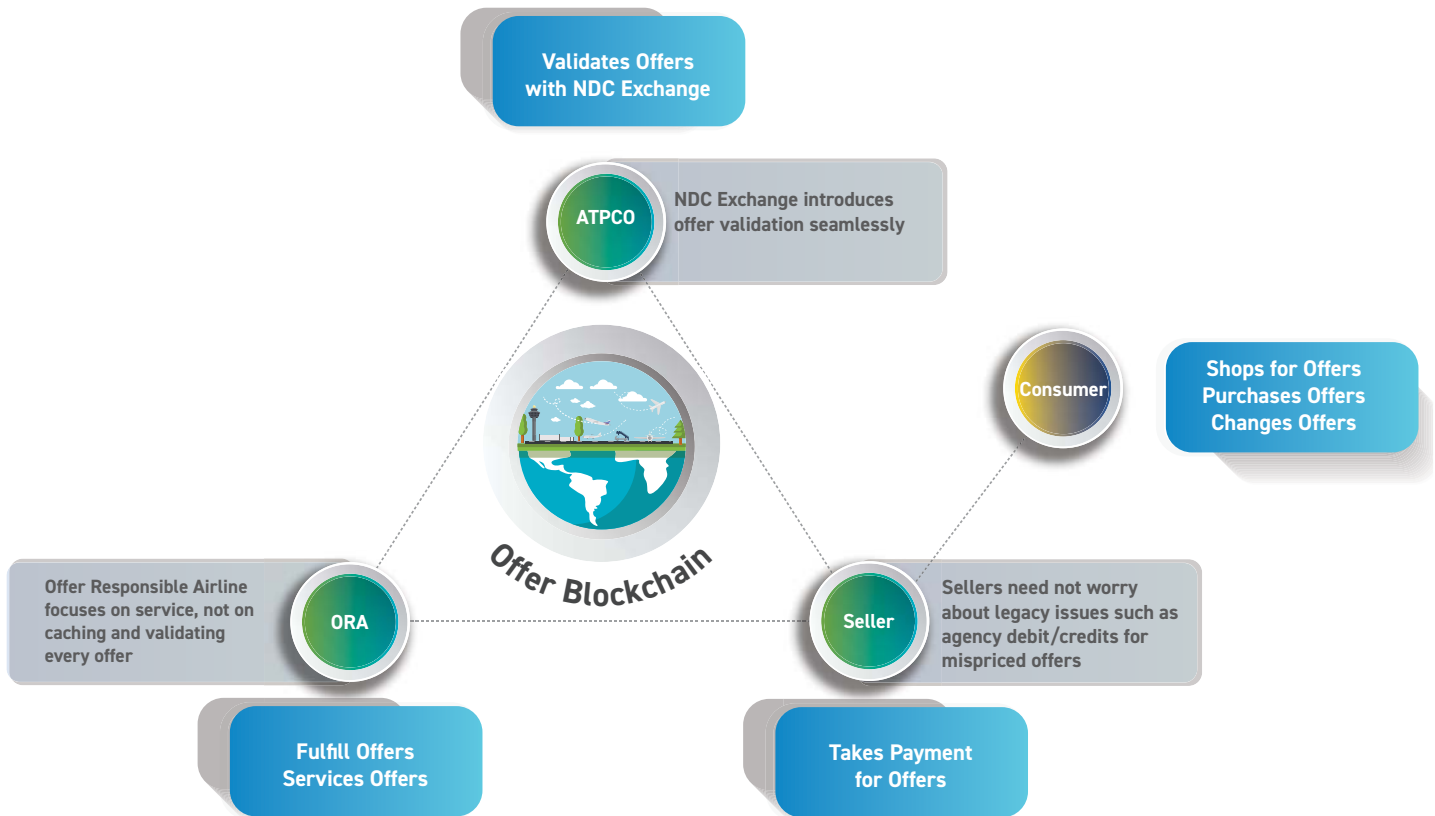 Validates Offers
with NDC Exchange
ATPCO
NDC Exchange introduces
offer validation seamlessly
Consumer
Shops for Offers
Purchases Offers
Changes Offers
Offer Blockchain
Offer Responsible Airline
focuses on service, not on
caching and validating
every offer
ORA
Seller
Sellers need not worry
about legacy issues such as
agency debit/credits for
mispriced offers
Fulfill Offers
Services Offers
Takes Payment
for Offers